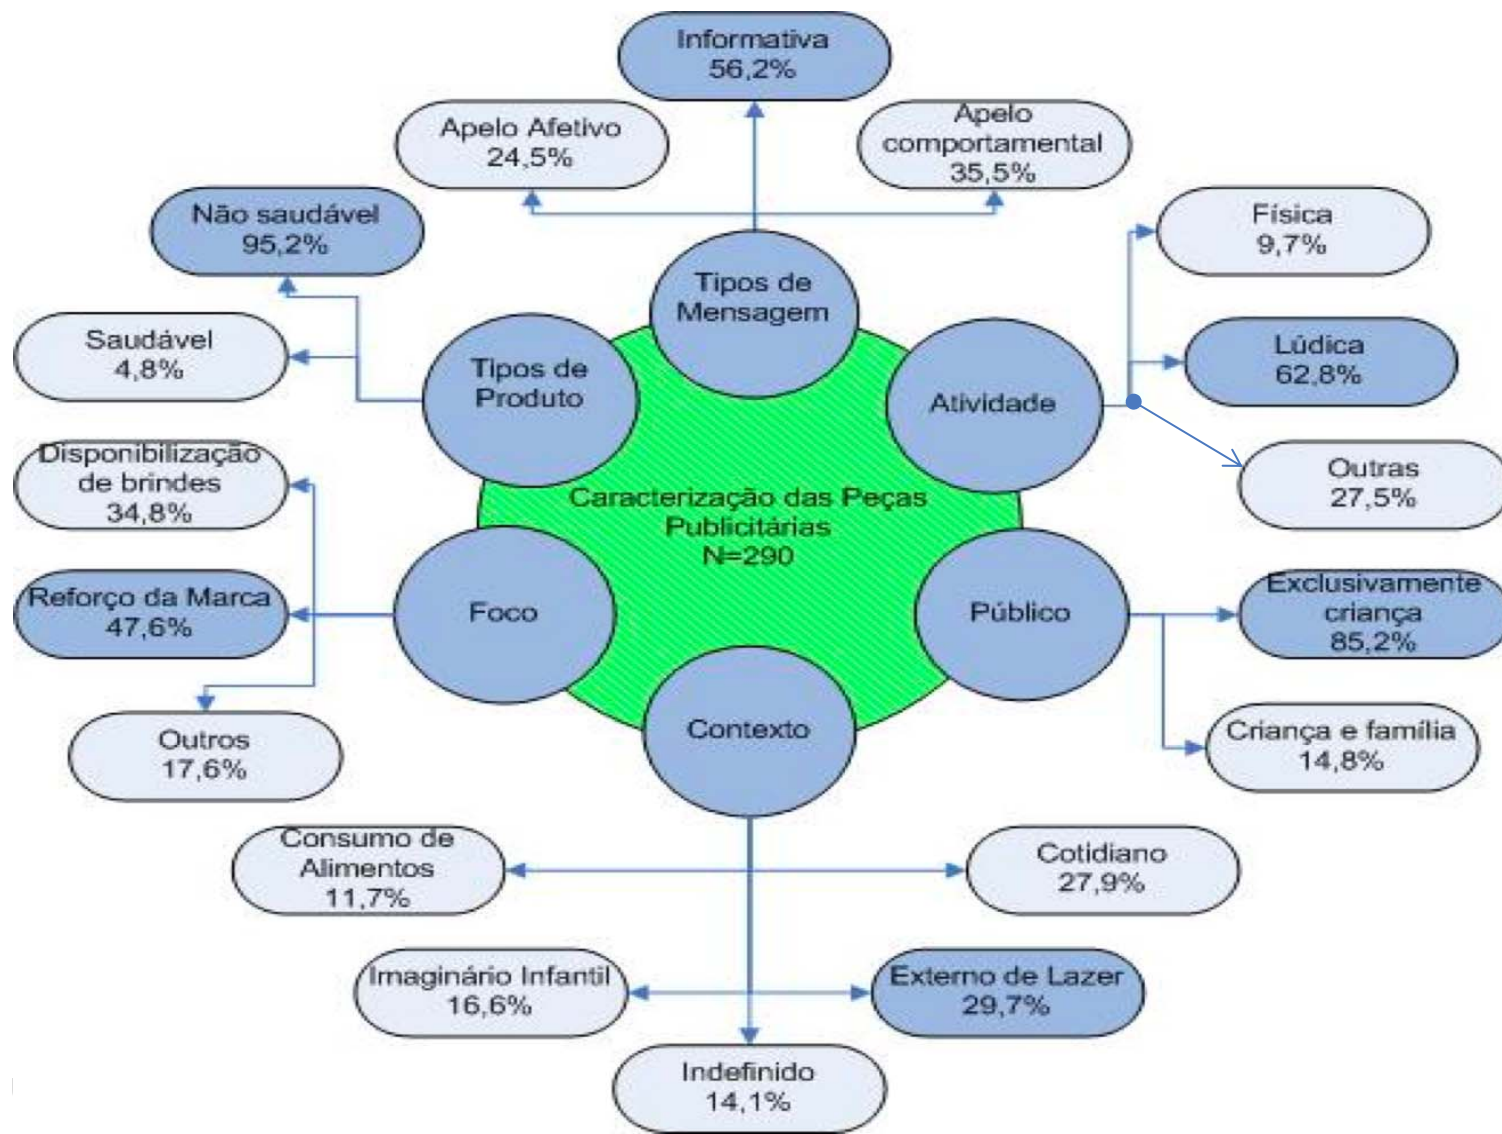 Informativa
56,2%
Apelo Afetivo
24,5%
Apelo
comportamental
35,5%
Não saudável
95,2%
Física
9,7%
Tipos de
Mensagem
Saudável
4,8%
Tipos de
Produto
Atividade
Lúdica
62,8%
Disponibilização
de brindes
34,8%
Outras
27,5%
Caracterização das Peças
Publicitárias
N=290
Reforço da Marca
47,6%
Foco
Público
Exclusivamente
criança
85,2%
Outros
17,6%
Contexto
Criança e família
14,8%
Consumo de
Alimentos
11,7%
Cotidiano
27,9%
Imaginário Infantil
16,6%
Externo de Lazer
29,7%
Indefinido
14,1%